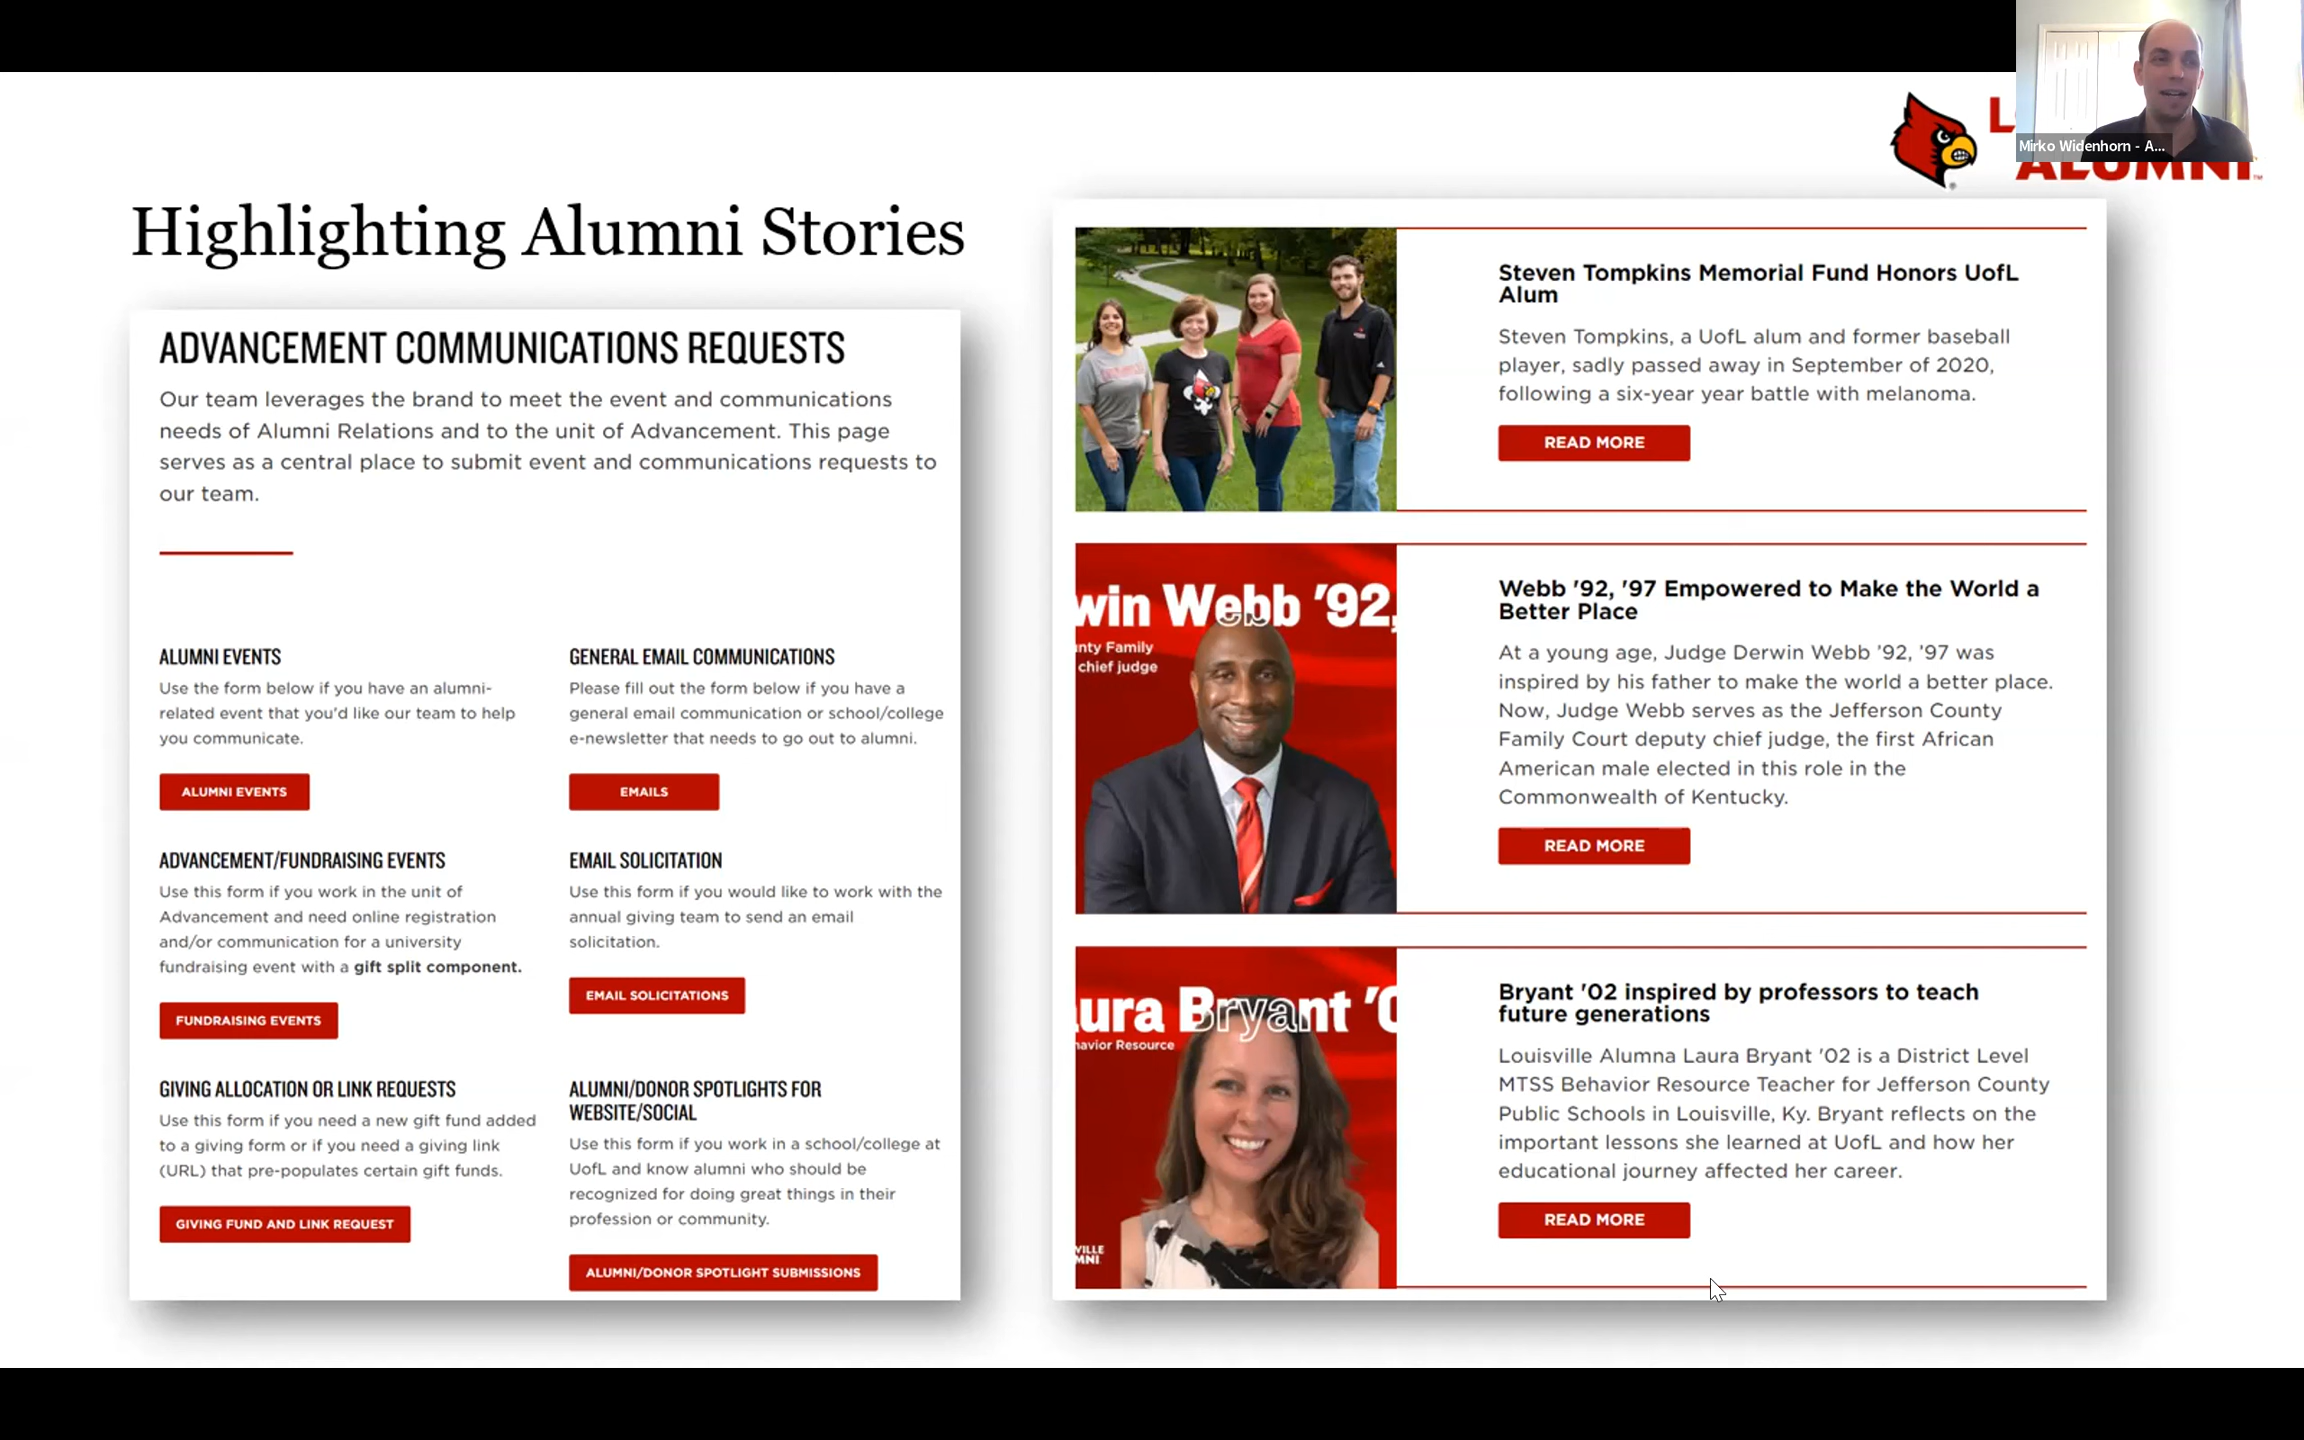 Mirko Widenhorn - A...
ALUMNI
Highlighting Alumni Stories
ADVANCEMENT COMMUNICATIONS REQUESTS
Our team leverages the brand to meet the event and communications
needs of Alumni Relations and to the unit of Advancement. This page
serves as a central place to submit event and communications requests to
our team.
ALUMNI EVENTS
Use the form below if you have an alumni-
related event that you'd like our team to help
you communicate.
ALUMNI EVENTS
GENERAL EMAIL COMMUNICATIONS
Please fill out the form below if you have a
general email communication or school/college
e-newsletter that needs to go out to alumni.
EMAILS
ADVANCEMENT/FUNDRAISING EVENTS
Use this form if you work in the unit of
Advancement and need online registration
and/or communication for a university
fundraising event with a gift split component.
FUNDRAISING EVENTS
EMAIL SOLICITATION
Use this form if you would like to work with the
annual giving team to send an email
solicitation.
EMAIL SOLICITATIONS
GIVING ALLOCATION OR LINK REQUESTS
Use this form if you need a new gift fund added
to a giving form or if you need a giving link
(URL) that pre-populates certain gift funds.
GIVING FUND AND LINK REQUEST
ALUMNI/DONOR SPOTLIGHTS FOR
WEBSITE/SOCIAL
Use this form if you work in a school/college at
UofL and know alumni who should be
recognized for doing great things in their
profession or community.
ALUMNI/DONOR SPOTLIGHT SUBMISSIONS
Steven Tompkins Memorial Fund Honors UofL
Alum
Steven Tompkins, a UofL alum and former baseball
player, sadly passed away in September of 2020,
following a six-year year battle with melanoma.
READ MORE
win Webb '92,
nty Family
chief judge
Webb '92, '97 Empowered to Make the World a
Better Place
At a young age, Judge Derwin Webb '92, '97 was
inspired by his father to make the world a better place.
Now, Judge Webb serves as the Jefferson County
Family Court deputy chief judge, the first African
American male elected in this role in the
Commonwealth of Kentucky.
READ MORE
ura Bryant '0
havior Resource
VILLE
MNI
Bryant '02 inspired by professors to teach
future generations
Louisville Alumna Laura Bryant '02 is a District Level
MTSS Behavior Resource Teacher for Jefferson County
Public Schools in Louisville, Ky. Bryant reflects on the
important lessons she learned at UofL and how her
educational journey affected her career.
READ MORE